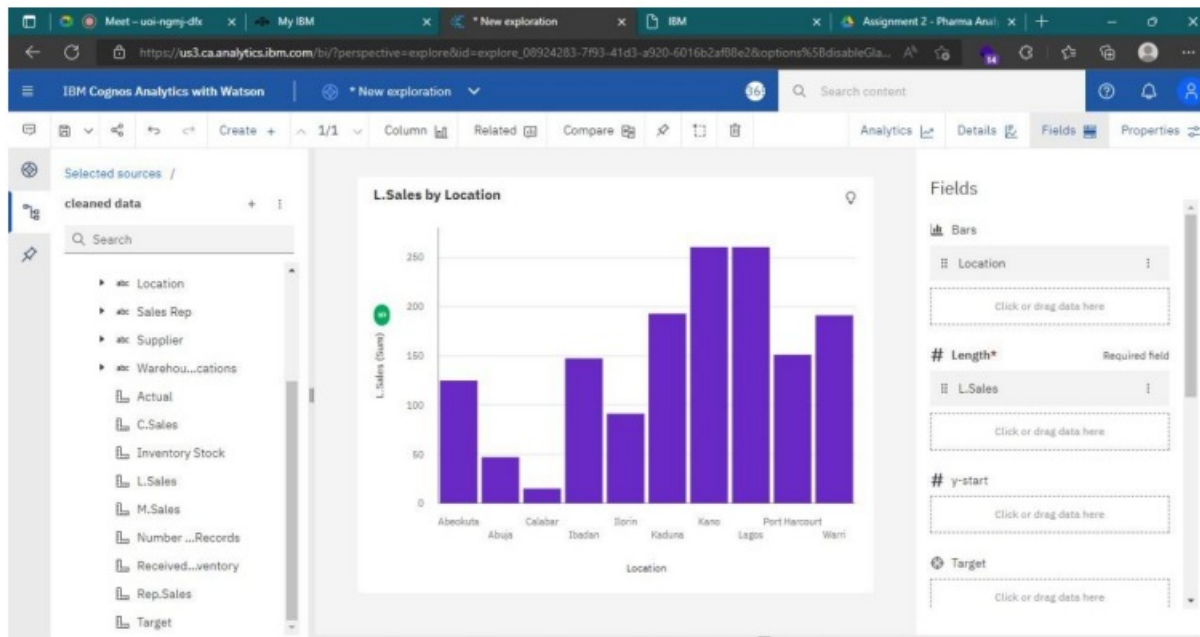 Meet – uoi-ngmj-dfx
My IBM
* New exploration
IBM
Assignment 2 - Pharma Anal
https://us3.ca.analytics.ibm.com/bi/?perspective=explore&id=explore_08924283-7f93-41d3-a920-6016b2af88e2&options%5BdisableGla...
14
IBM Cognos Analytics with Watson
* New exploration
Search content
Create +
1/1
Column
Related
Compare
Analytics
Details
Fields
Properties
Selected sources /
cleaned data
Search
abc Location
abc Sales Rep
abc Supplier
abc Warehou...cations
Actual
C.Sales
Inventory Stock
L.Sales
M.Sales
Number ...Records
Received...ventory
Rep.Sales
Target
L.Sales by Location
L.Sales (Sum)
250
200
150
100
50
0
Abeokuta
Abuja
Calabar
Ibadan
Ilorin
Kaduna
Kano
Lagos
Port Harcourt
Warri
Location
Fields
Bars
Location
Click or drag data here
# Length*
Required field
L.Sales
Click or drag data here
# y-start
Click or drag data here
Target
Click or drag data here